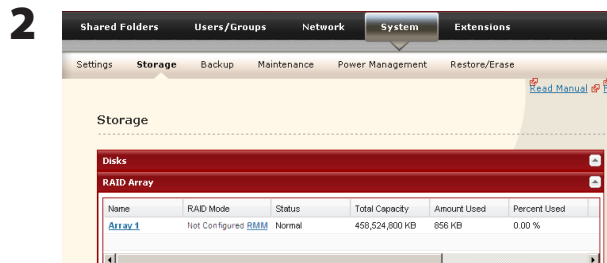 2
Shared Folders Users/Groups Network System Extensions
Settings Storage Backup Maintenance Power Management Restore/Erase
Read Manual
Storage
Disks
RAID Array
Name RAID Mode Status Total Capacity Amount Used Percent Used
Array 1 Not Configured RMM Normal 458,524,800 KB 856 KB 0.00 %